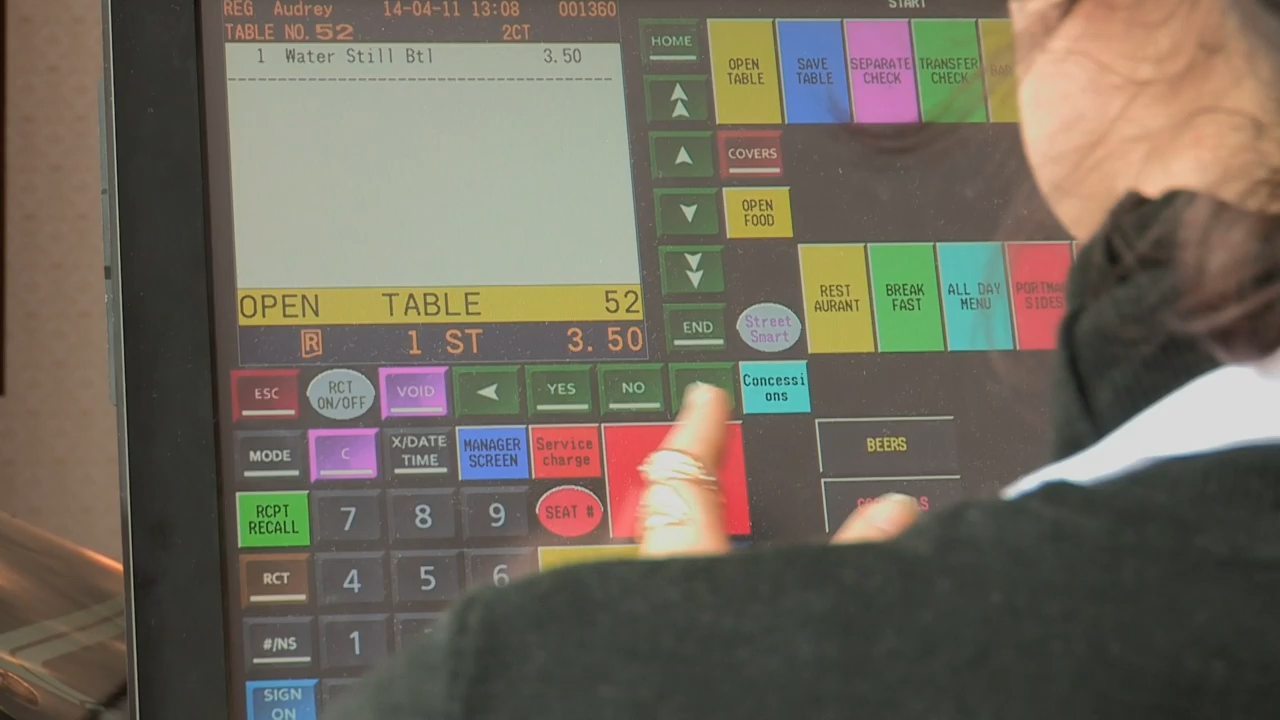 START
REG Audrey 14-04-11 13:08 001360
TABLE NO. 52 2CT
1 Water Still Btl 3.50
OPEN TABLE 52
R 1 ST 3.50
HOME
OPEN TABLE
SAVE TABLE
SEPARATE CHECK
TRANSFER CHECK
COVERS
OPEN FOOD
END
Street Smart
REST AURANT
BREAK FAST
ALL DAY MENU
SIDES
ESC
RCT ON/OFF
VOID
YES
NO
Concessi ons
MODE
C
X/DATE TIME
MANAGER SCREEN
Service charge
BEERS
RCPT RECALL
7
8
9
SEAT #
RCT
4
5
6
#/NS
1
SIGN ON